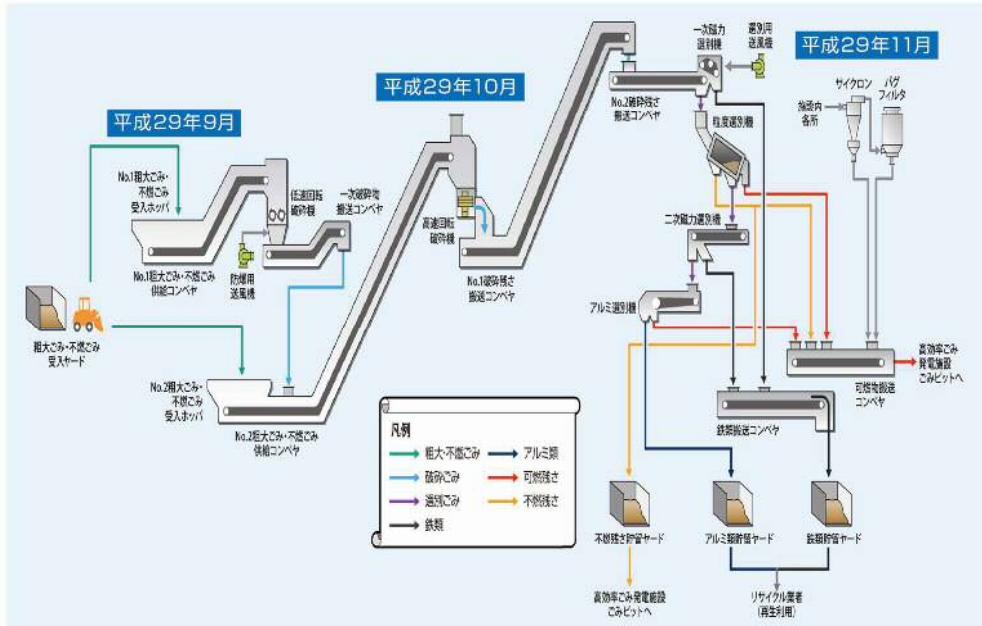 平成29年9月
平成29年10月
平成29年11月
No.1粗大ごみ・
不燃ごみ
受入ホッパ
低速回転
破砕機
一次破砕物
搬送コンベヤ
防爆用
送風機
No.1粗大ごみ・不燃ごみ
供給コンベヤ
粗大ごみ・不燃ごみ
受入ヤード
No.2粗大ごみ・
不燃ごみ
受入ホッパ
No.2粗大ごみ・不燃ごみ
供給コンベヤ
高速回転
破砕機
No.1破砕残さ
搬送コンベヤ
No.2破砕残さ
搬送コンベヤ
一次磁力
選別機
選別用
送風機
粒度選別機
二次磁力選別機
アルミ選別機
サイクロン
バグ
フィルタ
施設内
各所
可燃物搬送
コンベヤ
高効率ごみ
発電施設
ごみピットへ
鉄類搬送コンベヤ
凡例
粗大・不燃ごみ
アルミ類
破砕ごみ
可燃残さ
選別ごみ
不燃残さ
鉄類
不燃残さ貯留ヤード
アルミ類貯留ヤード
鉄類貯留ヤード
高効率ごみ発電施設
ごみピットへ
リサイクル業者
(再生利用)